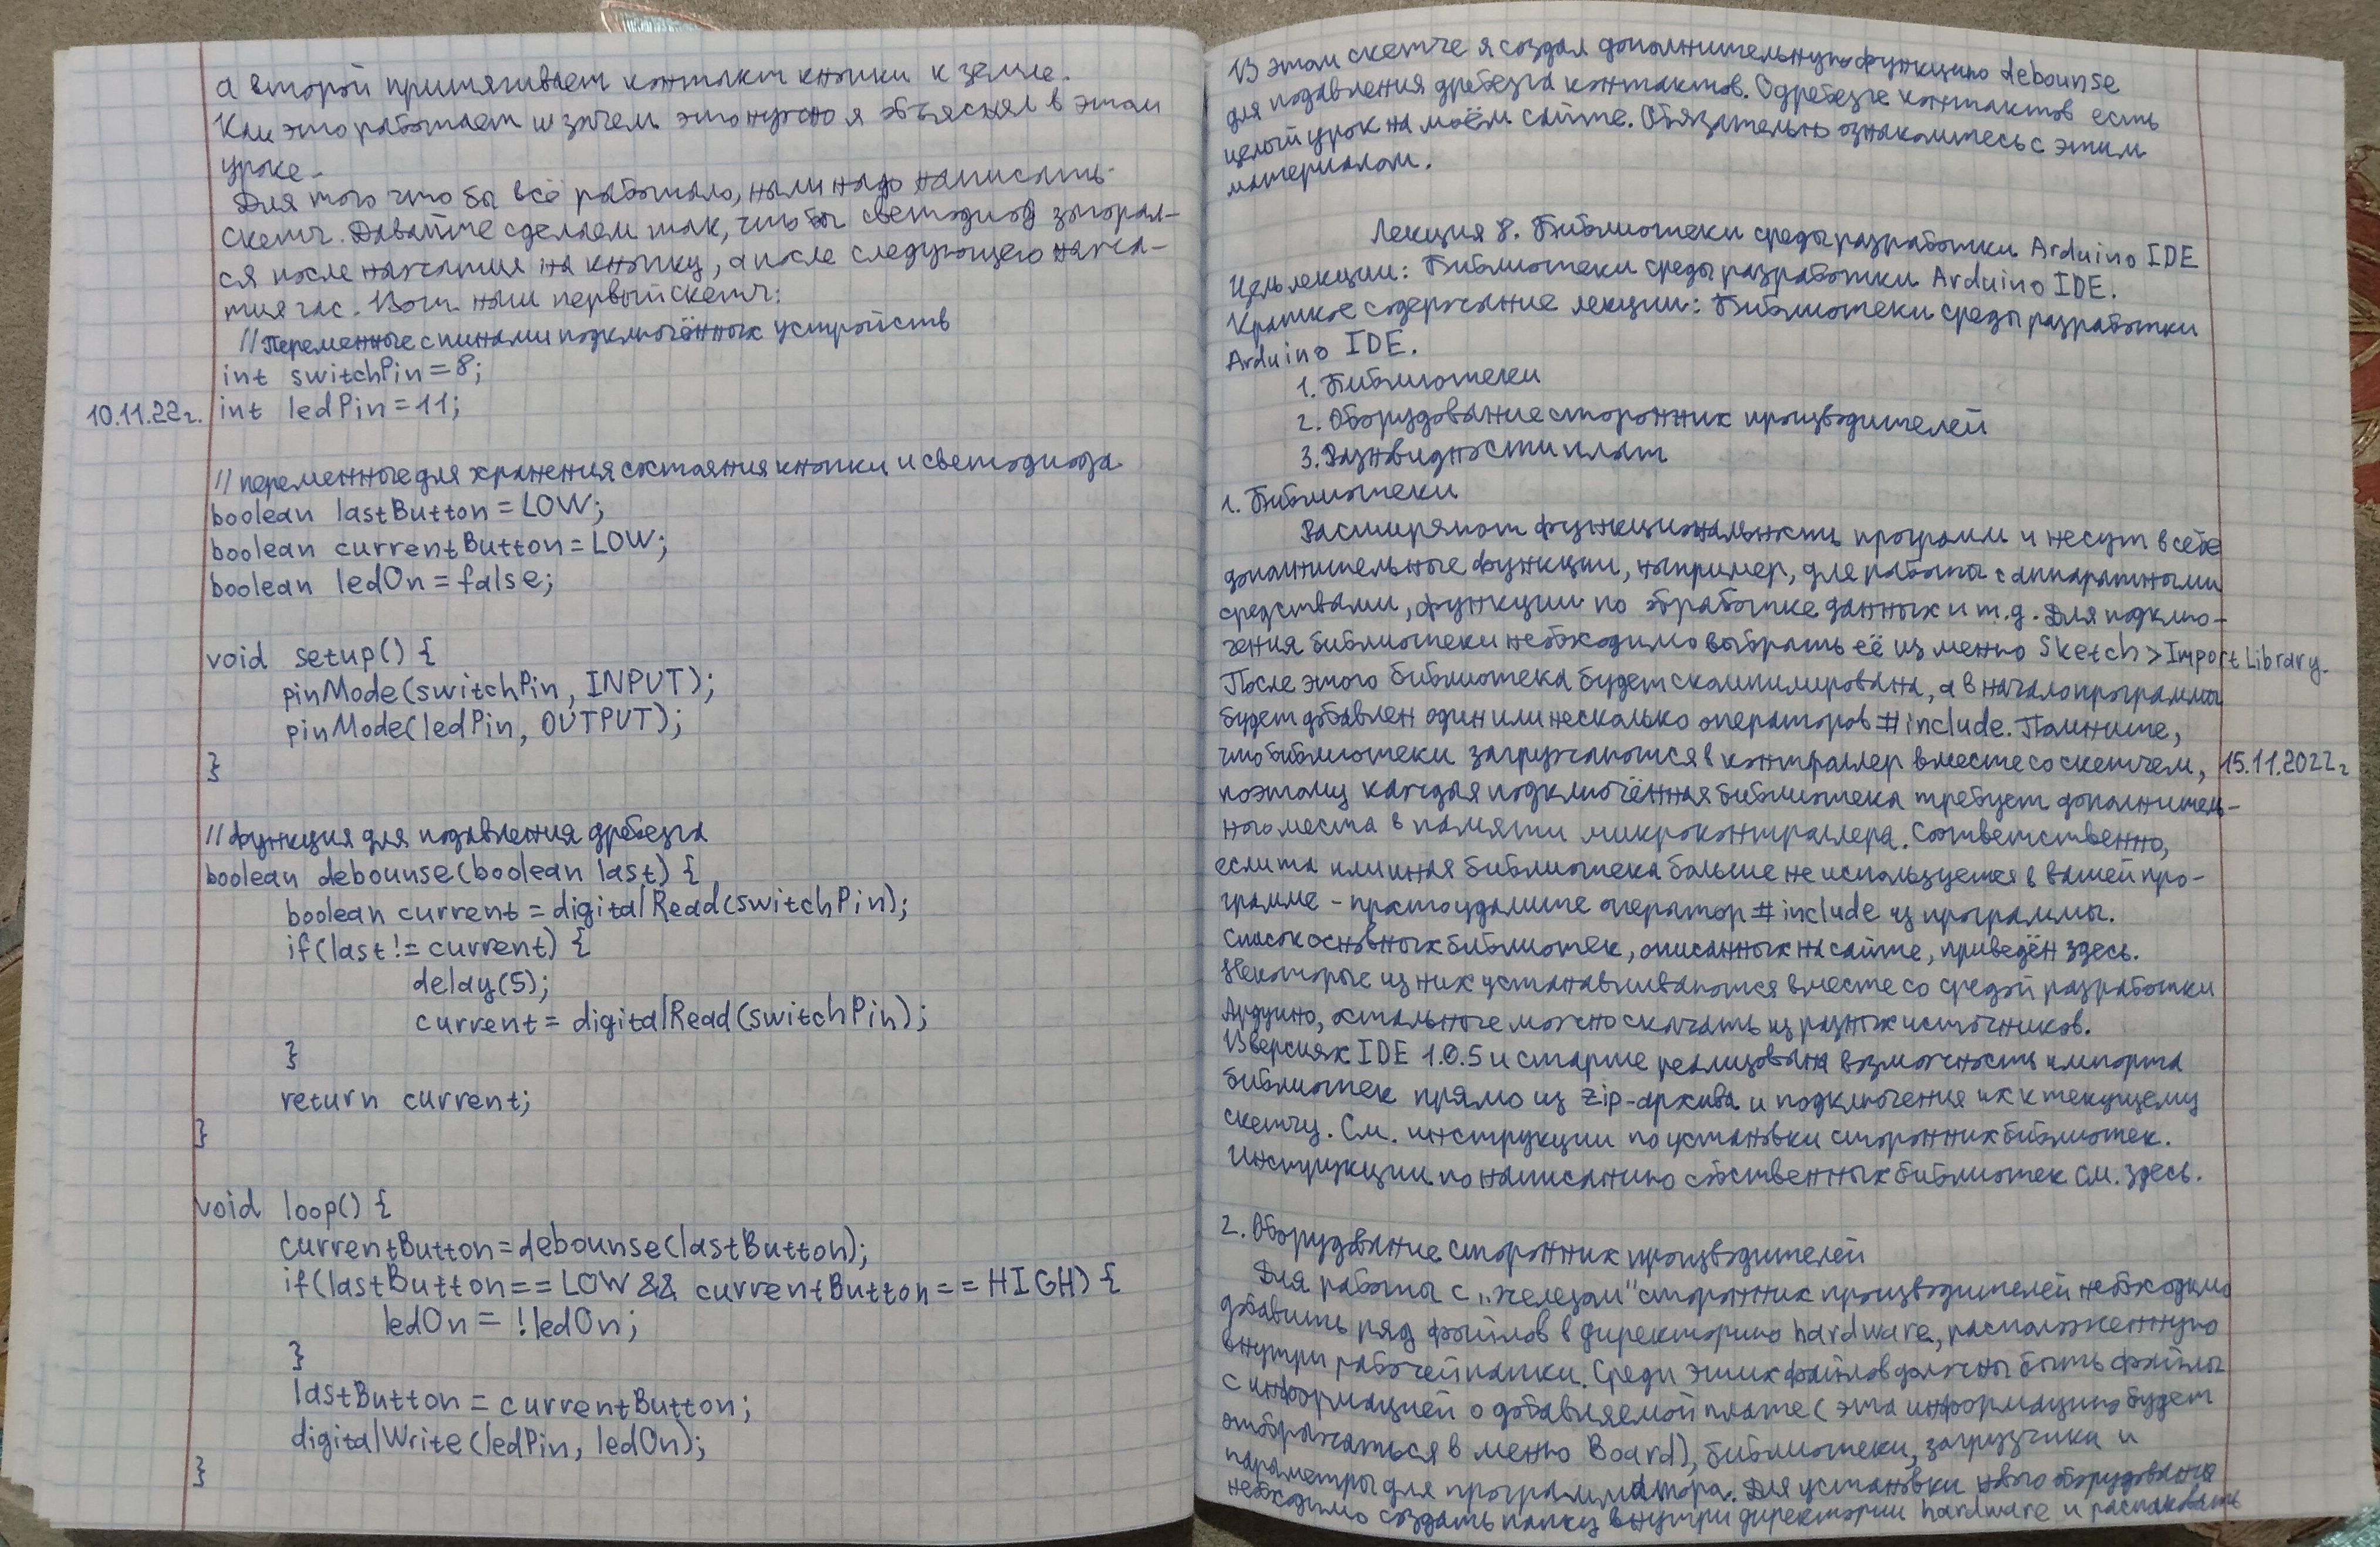 а второй притягивает контакт кнопки к земле.
Как это работает и зачем это нужно я объяснял в этом
уроке.
Для того что бы всё работало, нам надо написать
скетч. Давайте сделаем так, что бы светодиод загорал-
ся после нажатия на кнопку, а после следующего нажа-
тия гас. Вот наш первый скетч:
//Переменные с пинами подключённых устройств
int switchPin=8;
10.11.22г. int ledPin=11;
//переменные для хранения состояния кнопки и светодиода
boolean lastButton=LOW;
boolean currentButton=LOW;
boolean ledOn=false;
void setup() {
pinMode(switchPin, INPUT);
pinMode(ledPin, OUTPUT);
}
//функция для подавления дребезга
boolean debounse(boolean last) {
boolean current = digitalRead(switchPin);
if(last != current) {
delay(5);
current = digitalRead(switchPin);
}
return current;
}
void loop() {
currentButton=debounse(lastButton);
if(lastButton==LOW && currentButton==HIGH) {
ledOn = !ledOn;
}
lastButton = currentButton;
digitalWrite(ledPin, ledOn);
}
В этом скетче я создал дополнительную функцию debounse
для подавления дребезга контактов. О дребезге контактов есть
целый урок на моём сайте. Обязательно ознакомтесь с этим
материалом.
Лекция 8. Библиотеки среды разработки Arduino IDE
Цель лекции: Библиотеки среды разработки Arduino IDE.
Краткое содержание лекции: Библиотеки среды разработки
Arduino IDE.
1. Библиотеки
2. Оборудование сторонних производителей
3. Разновидности плат
1. Библиотеки
Расширяют функциональность программ и несут в себе
дополнительные функции, например, для работы с аппаратными
средствами, функции по обработке данных и т.д. Для подклю-
чения библиотеки необходимо выбрать её из меню Sketch>Import Library.
После этого библиотека будет скомпилирована, а в начало программы
будет добавлен один или несколько операторов #include. Помните,
что библиотеки загружаются в контроллер вместе со скетчем, 15.11.2022г
поэтому каждая подключённая библиотека требует дополнитель-
ного места в памяти микроконтроллера. Соответственно,
если та или иная библиотека больше не используется в вашей про-
грамме - просто удалите оператор #include из программы.
Список основных библиотек, описанных на сайте, приведён здесь.
Некоторые из них устанавливаются вместе со средой разработки
Ардуино, остальные можно скачать из разных источников.
В версиях IDE 1.0.5 и старше реализована возможность импорта
библиотек прямо из zip-архива и подключения их к текущему
скетчу. См. инструкции по установки сторонних библиотек.
Инструкции по написанию собственных библиотек см. здесь.
2. Оборудование сторонних производителей
Для работы с „железом" сторонних производителей необходимо
добавить ряд файлов в директорию hardware, расположенную
внутри рабочей папки. Среди этих файлов должны быть файлы
с информацией о добавляемой плате (эта информацию будет
отображаться в меню Board), библиотеки, загрузчики и
параметры для программатора. Для установки нового оборудования
необходимо создать папку внутри директории hardware и распаковать